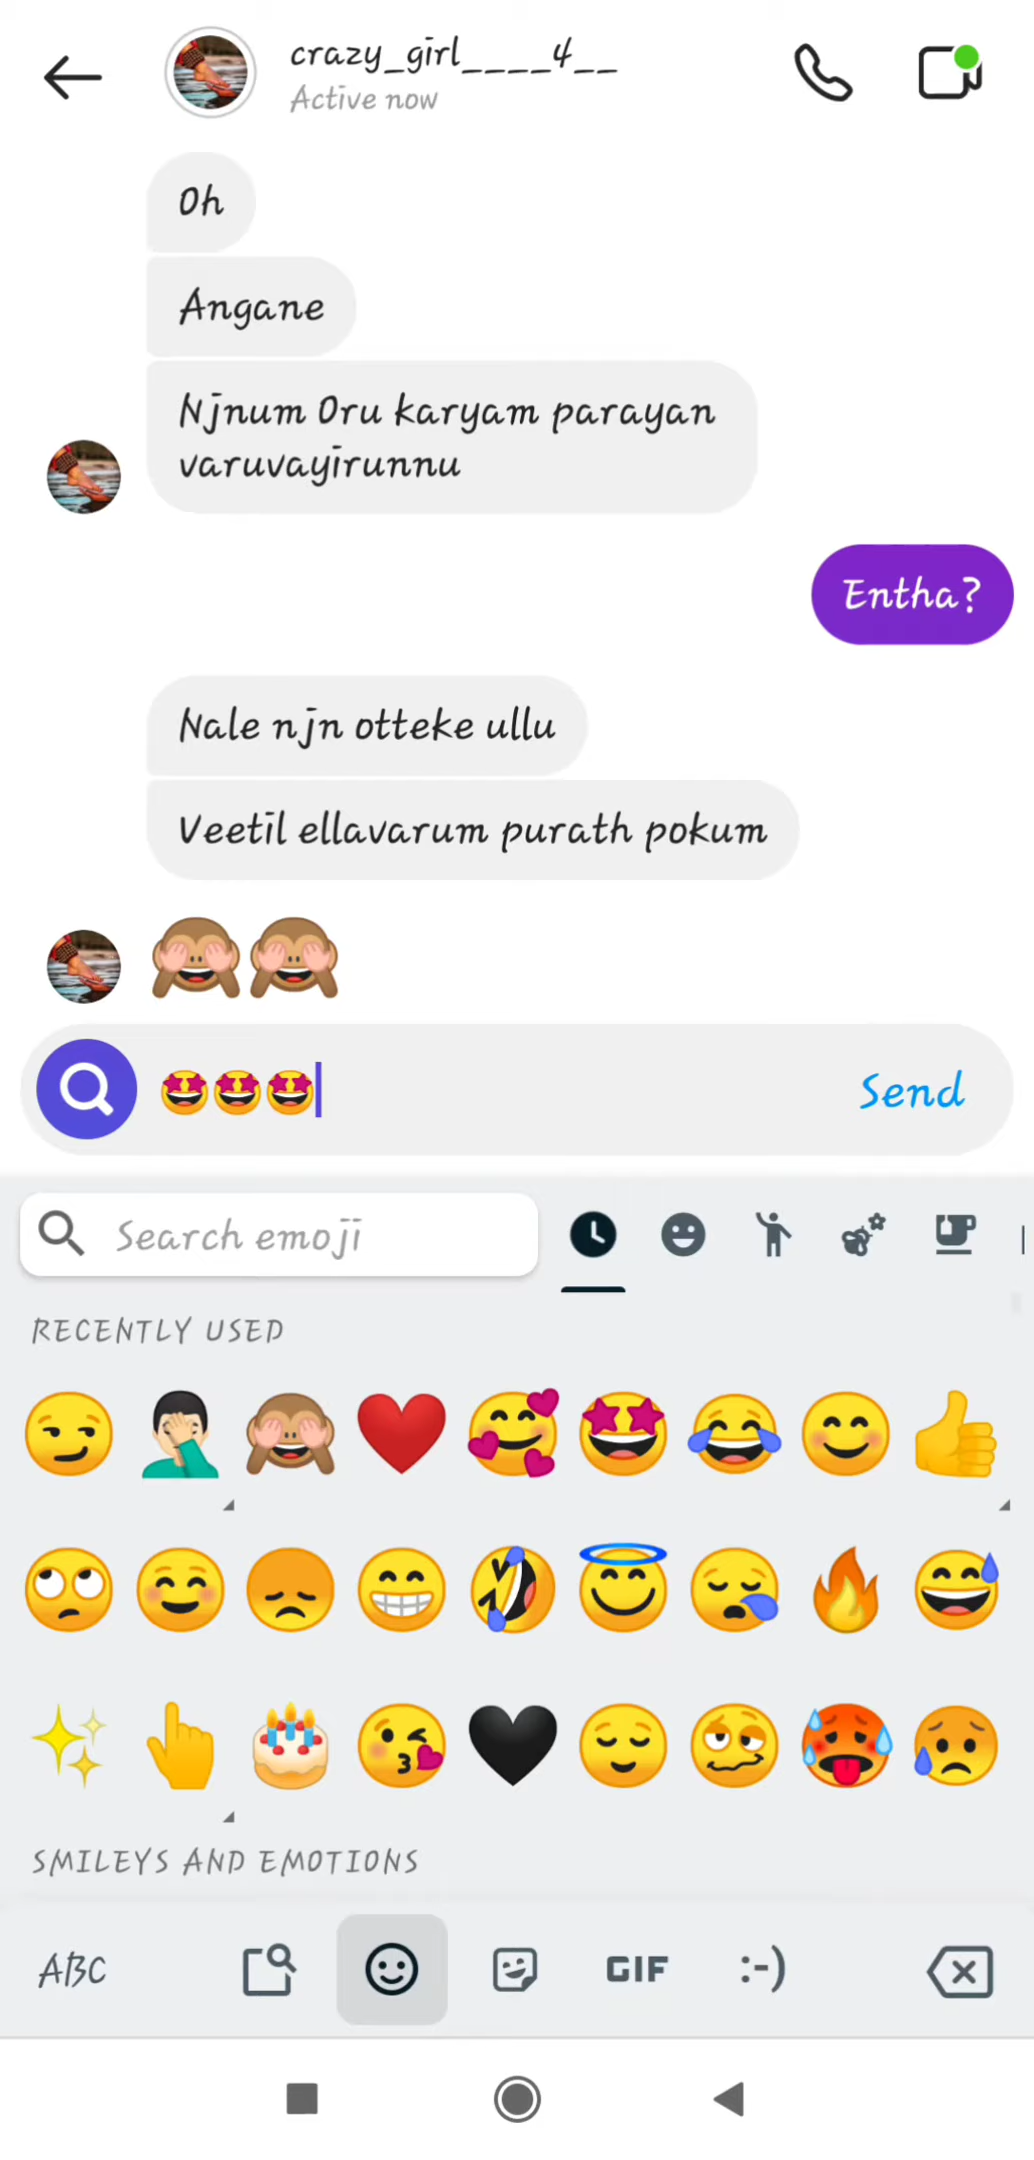 crazy_girl____4__
Active now
Oh
Angane
Njnum Oru karyam parayan
varuvayirunnu
Entha?
Nale njn otteke ullu
Veetil ellavarum purath pokum
🙈🙈
🤩🤩🤩
Send
Search emoji
RECENTLY USED
SMILEYS AND EMOTIONS
ABC
GIF
:-)